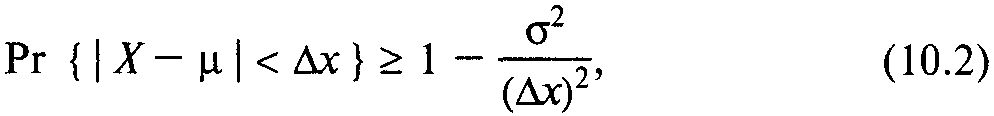 Pr { | X − μ | < Δx } ≥ 1 − σ² / (Δx)², (10.2)